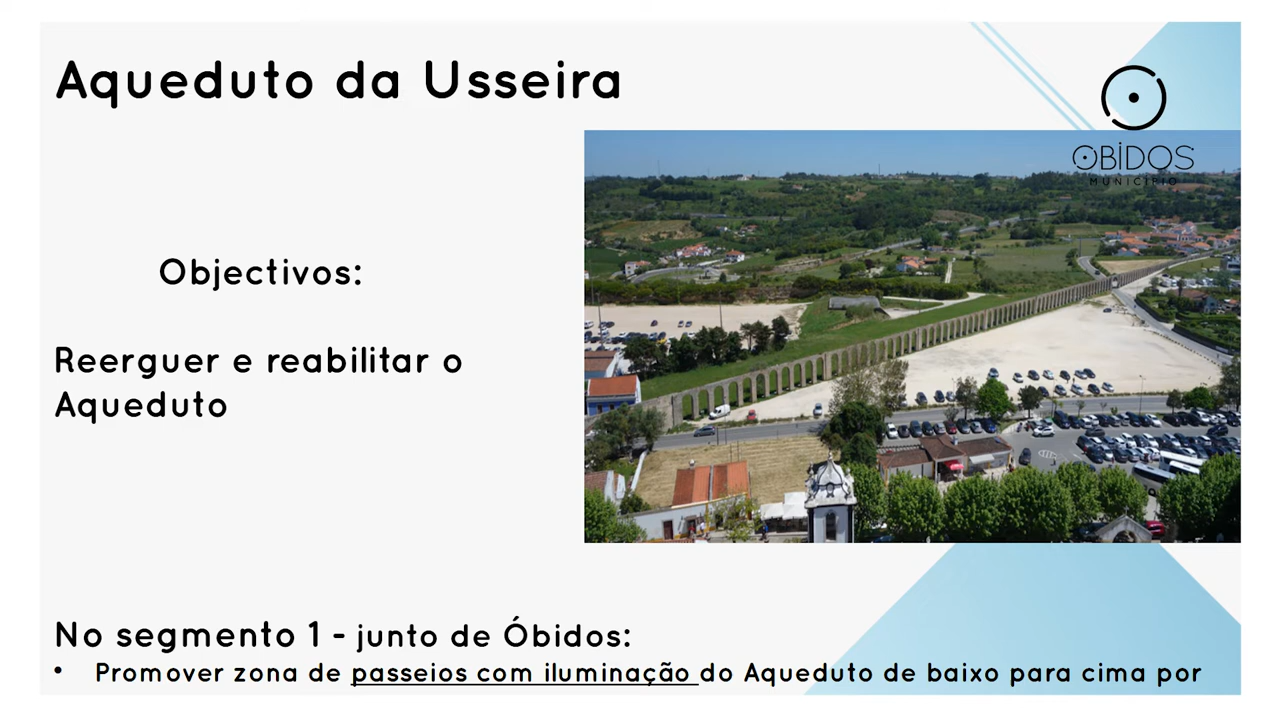 Aqueduto da Usseira
ÓBIDOS
MUNICÍPIO
Objectivos:
Reerguer e reabilitar o
Aqueduto
No segmento 1 - junto de Óbidos:
• Promover zona de passeios com iluminação do Aqueduto de baixo para cima por